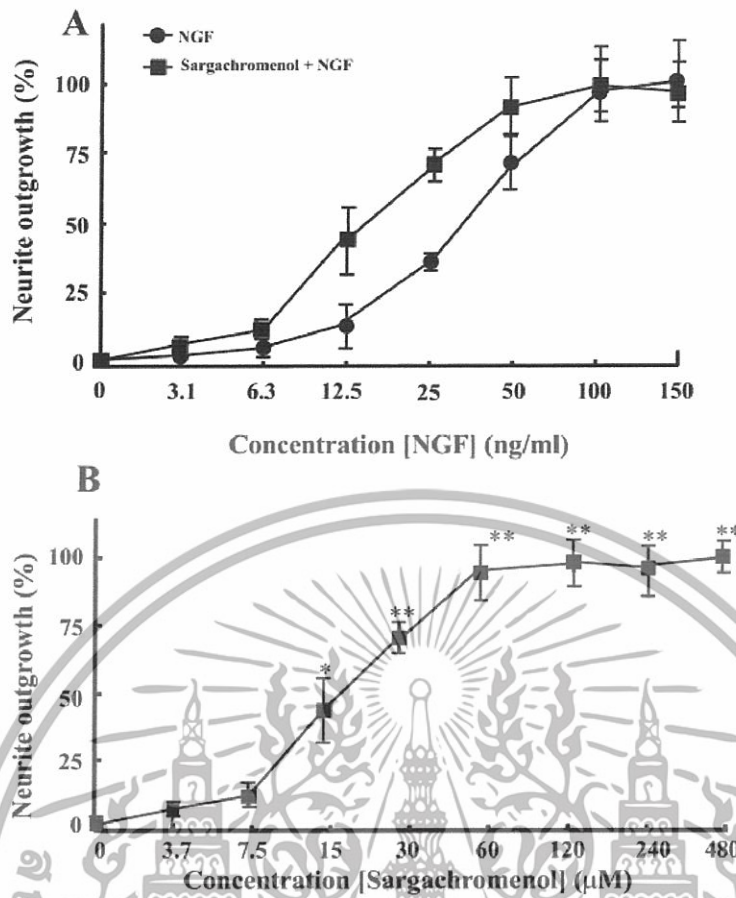 A
NGF
Sargachromenol + NGF
Neurite outgrowth (%)
100
75
50
25
0
0 3.1 6.3 12.5 25 50 100 150
Concentration [NGF] (ng/ml)
B
Neurite outgrowth (%)
100
75
50
25
0
* ** ** ** ** **
0 3.7 7.5 15 30 60 120 240 480
Concentration [Sargachromenol] (μM)